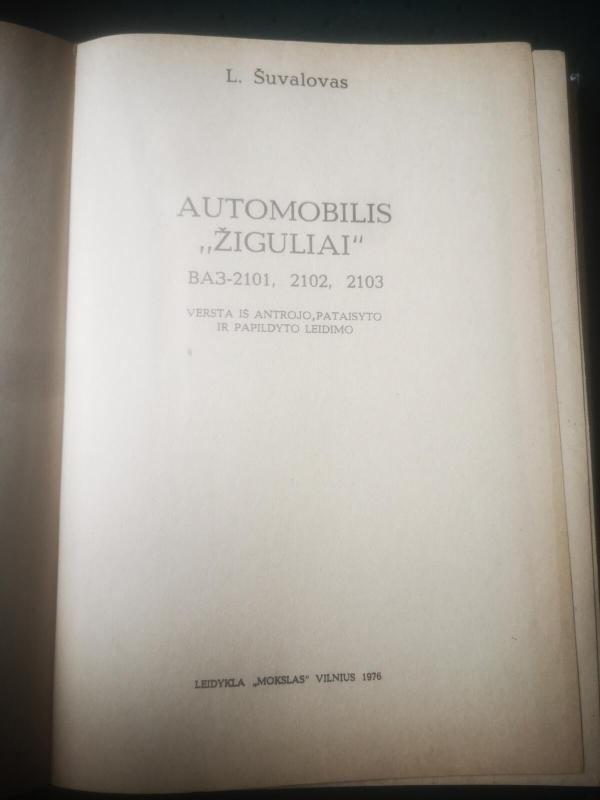 L. Šuvalovas
AUTOMOBILIS
„ŽIGULIAI“
ВАЗ-2101, 2102, 2103
VERSTA IŠ ANTROJO, PATAISYTO
IR PAPILDYTO LEIDIMO
LEIDYKLA „MOKSLAS“ VILNIUS 1976